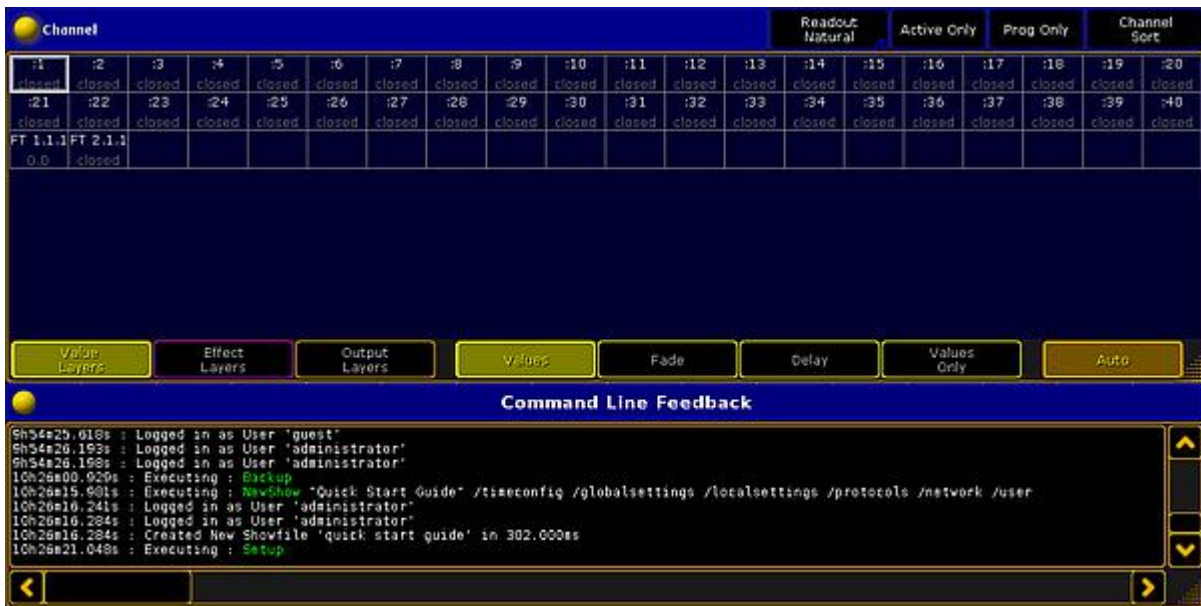 Channel
Readout Natural
Active Only
Prog Only
Channel Sort
:1 :2 :3 :4 :5 :6 :7 :8 :9 :10 :11 :12 :13 :14 :15 :16 :17 :18 :19 :20
closed closed closed closed closed closed closed closed closed closed closed closed closed closed closed closed closed closed closed closed
:21 :22 :23 :24 :25 :26 :27 :28 :29 :30 :31 :32 :33 :34 :35 :36 :37 :38 :39 :40
closed closed closed closed closed closed closed closed closed closed closed closed closed closed closed closed closed closed closed closed
FT 1.1.1 FT 2.1.1
0.0 closed
Value Layers
Effect Layers
Output Layers
Values
Fade
Delay
Values Only
Auto
Command Line Feedback
9h54m25.618s : Logged in as User 'guest'
9h54m26.193s : Logged in as User 'administrator'
9h54m26.198s : Logged in as User 'administrator'
10h26m00.929s : Executing : Backup
10h26m15.981s : Executing : NewShow "Quick Start Guide" /timeconfig /globalsettings /localsettings /protocols /network /user
10h26m16.241s : Logged in as User 'administrator'
10h26m16.284s : Logged in as User 'administrator'
10h26m16.284s : Created New Showfile 'quick start guide' in 302.000ms
10h26m21.048s : Executing : Setup